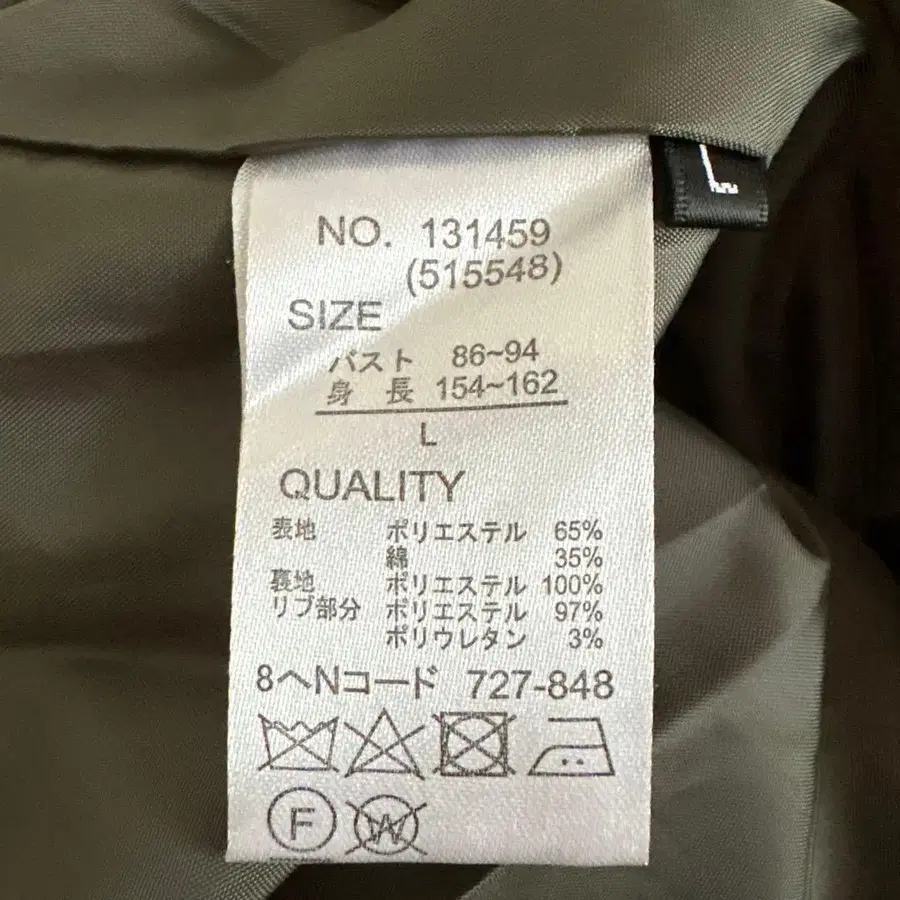 L
NO. 131459
(515548)
SIZE
バスト 86~94
身長 154~162
L
QUALITY
表地 ポリエステル 65%
綿 35%
裏地 ポリエステル 100%
リブ部分 ポリエステル 97%
ポリウレタン 3%
8ヘNコード 727-848
F W